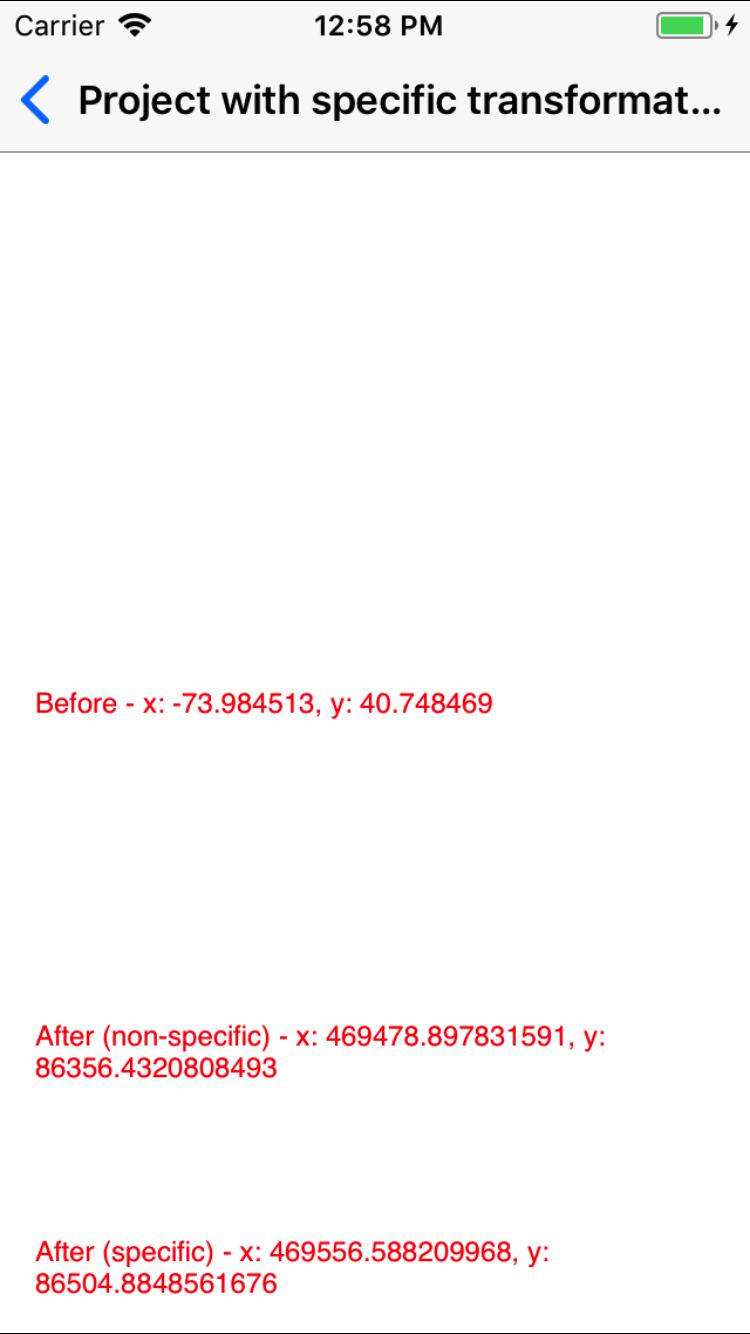 Carrier 12:58 PM
Project with specific transformat...
Before - x: -73.984513, y: 40.748469
After (non-specific) - x: 469478.897831591, y:
86356.4320808493
After (specific) - x: 469556.588209968, y:
86504.8848561676